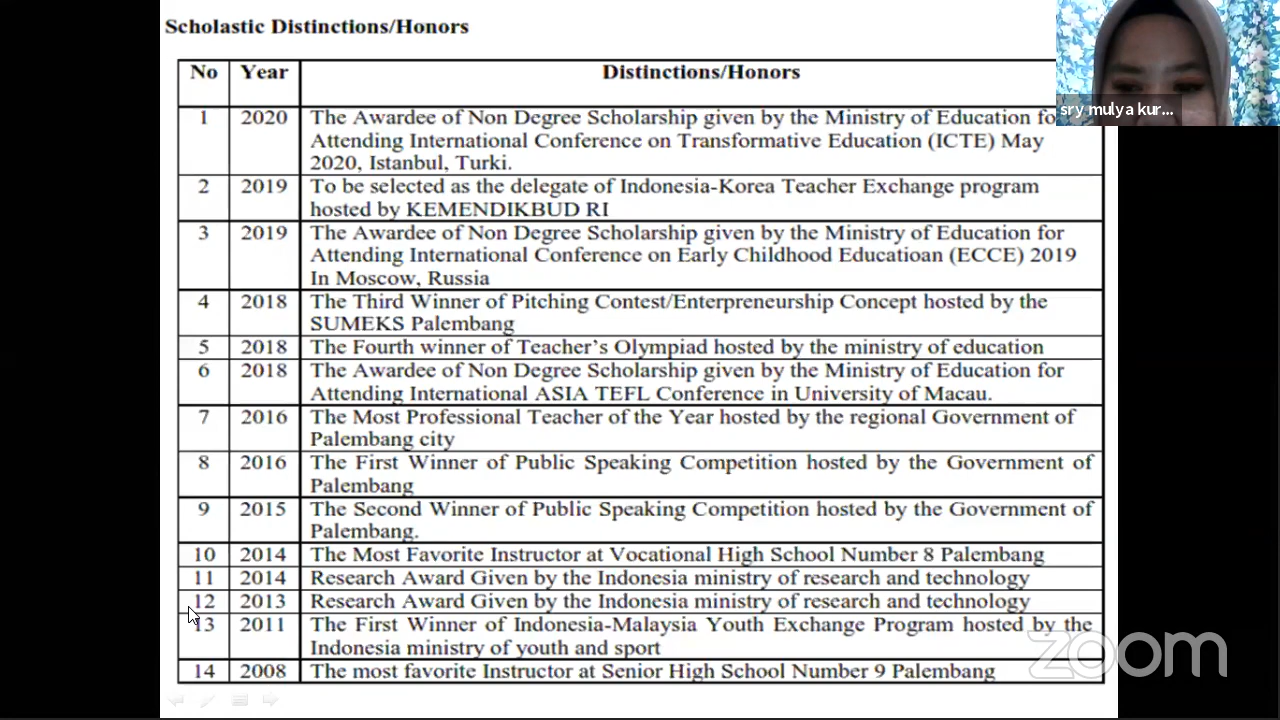 Scholastic Distinctions/Honors
No Year Distinctions/Honors
1 2020 The Awardee of Non Degree Scholarship given by the Ministry of Education fo
Attending International Conference on Transformative Education (ICTE) May
2020, Istanbul, Turki.
2 2019 To be selected as the delegate of Indonesia-Korea Teacher Exchange program
hosted by KEMENDIKBUD RI
3 2019 The Awardee of Non Degree Scholarship given by the Ministry of Education for
Attending International Conference on Early Childhood Educatioan (ECCE) 2019
In Moscow, Russia
4 2018 The Third Winner of Pitching Contest/Enterpreneurship Concept hosted by the
SUMEKS Palembang
5 2018 The Fourth winner of Teacher’s Olympiad hosted by the ministry of education
6 2018 The Awardee of Non Degree Scholarship given by the Ministry of Education for
Attending International ASIA TEFL Conference in University of Macau.
7 2016 The Most Professional Teacher of the Year hosted by the regional Government of
Palembang city
8 2016 The First Winner of Public Speaking Competition hosted by the Government of
Palembang
9 2015 The Second Winner of Public Speaking Competition hosted by the Government of
Palembang.
10 2014 The Most Favorite Instructor at Vocational High School Number 8 Palembang
11 2014 Research Award Given by the Indonesia ministry of research and technology
12 2013 Research Award Given by the Indonesia ministry of research and technology
13 2011 The First Winner of Indonesia-Malaysia Youth Exchange Program hosted by the
Indonesia ministry of youth and sport
14 2008 The most favorite Instructor at Senior High School Number 9 Palembang
sry mulya kur...
zoom